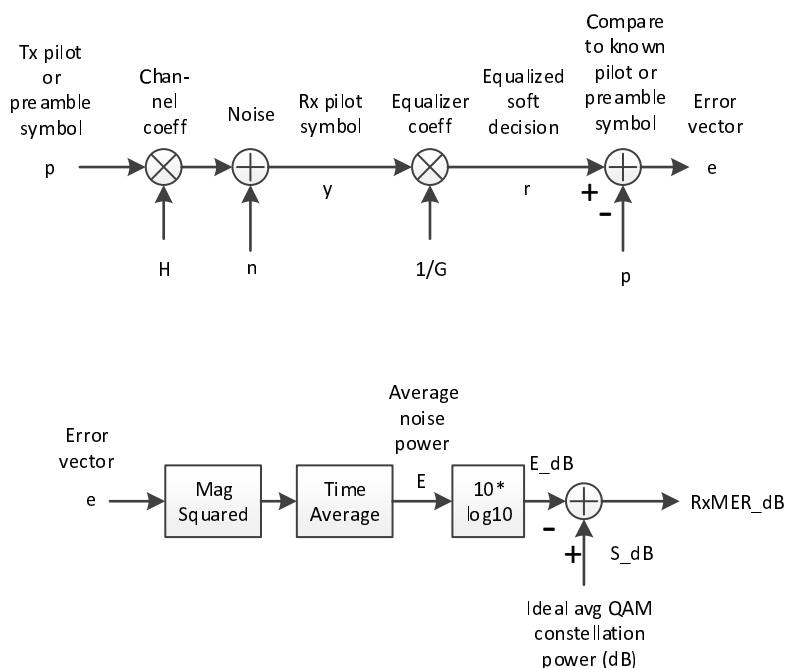 Tx pilot
or
preamble
symbol
Chan-
nel
coeff
Noise
Rx pilot
symbol
Equalizer
coeff
Equalized
soft
decision
Compare
to known
pilot or
preamble
symbol
Error
vector
p
y
r
+
-
e
H
n
1/G
p
Average
noise
power
Error
vector
e
Mag
Squared
Time
Average
E
10*
log10
E_dB
-
+
RxMER_dB
S_dB
Ideal avg QAM
constellation
power (dB)